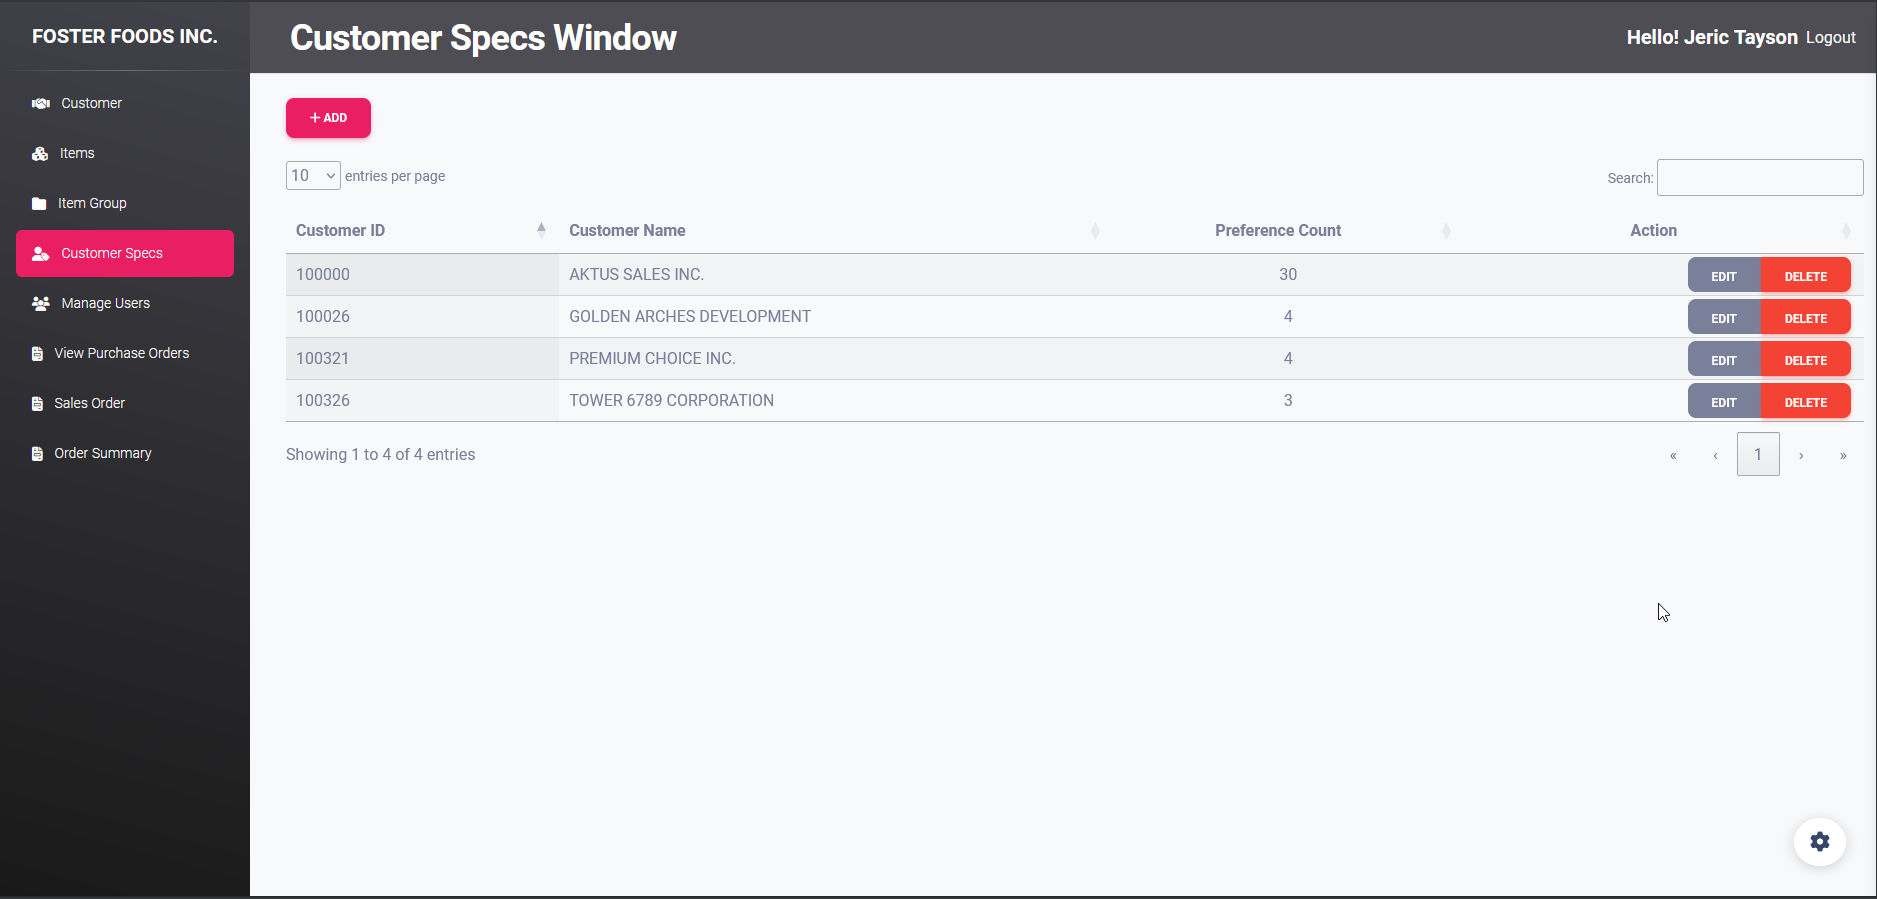 FOSTER FOODS INC.
Customer Specs Window
Hello! Jeric Tayson Logout
Customer
Items
Item Group
Customer Specs
Manage Users
View Purchase Orders
Sales Order
Order Summary
+ ADD
10 entries per page
Search:
Customer ID Customer Name Preference Count Action
100000 AKTUS SALES INC. 30 EDIT DELETE
100026 GOLDEN ARCHES DEVELOPMENT 4 EDIT DELETE
100321 PREMIUM CHOICE INC. 4 EDIT DELETE
100326 TOWER 6789 CORPORATION 3 EDIT DELETE
Showing 1 to 4 of 4 entries
« ‹ 1 › »